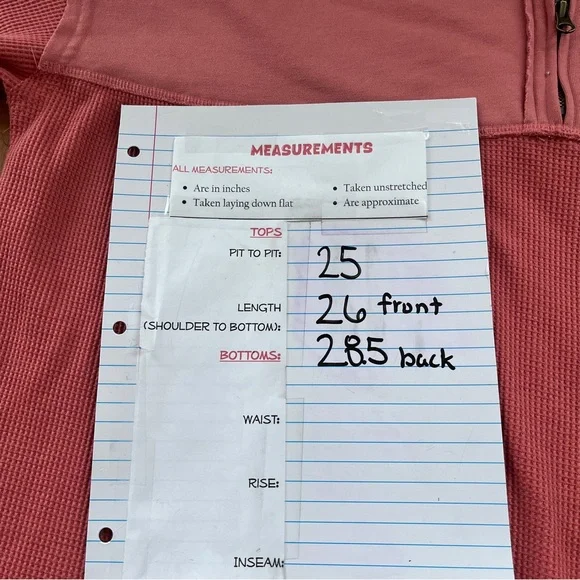 MEASUREMENTS
ALL MEASUREMENTS:
• Are in inches
• Taken unstretched
• Taken laying down flat
• Are approximate
TOPS
PIT TO PIT: 25
LENGTH
(SHOULDER TO BOTTOM): 26 front
28.5 back
BOTTOMS:
WAIST:
RISE:
INSEAM: